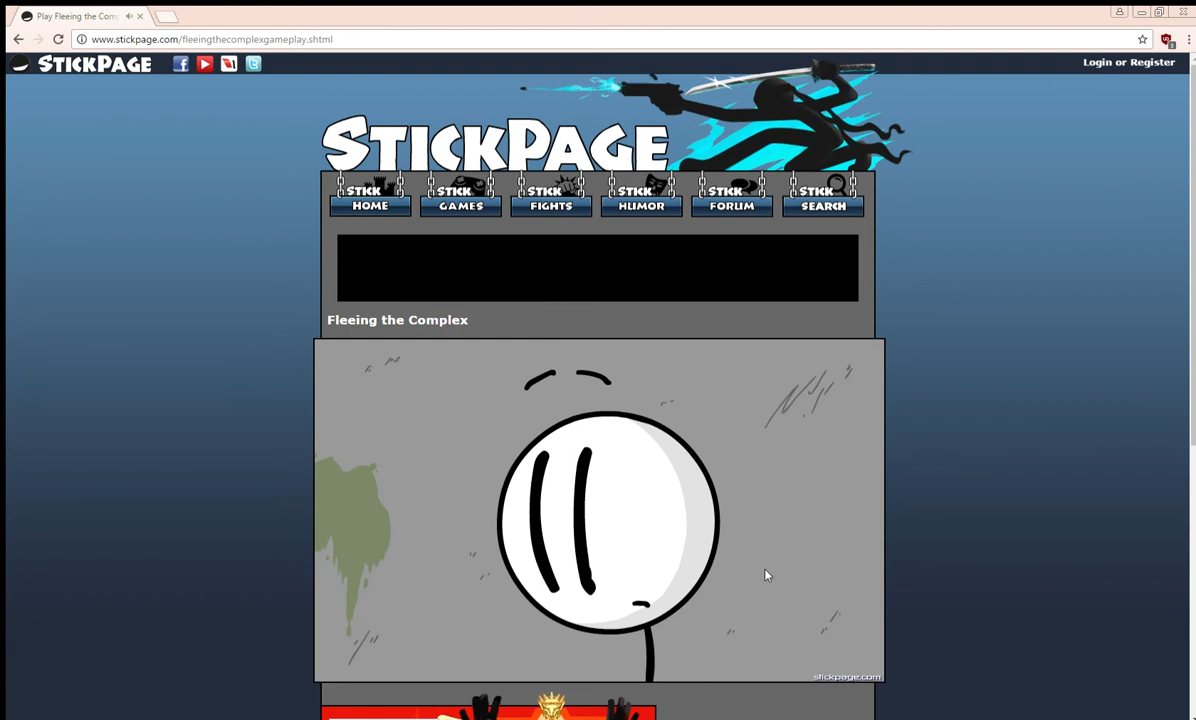 Play Fleeing the Com
www.stickpage.com/fleeingthecomplexgameplay.shtml
STICKPAGE
Login or Register
STICKPAGE
STICK HOME
STICK GAMES
STICK FIGHTS
STICK HUMOR
STICK FORUM
STICK SEARCH
Fleeing the Complex
stickpage.com